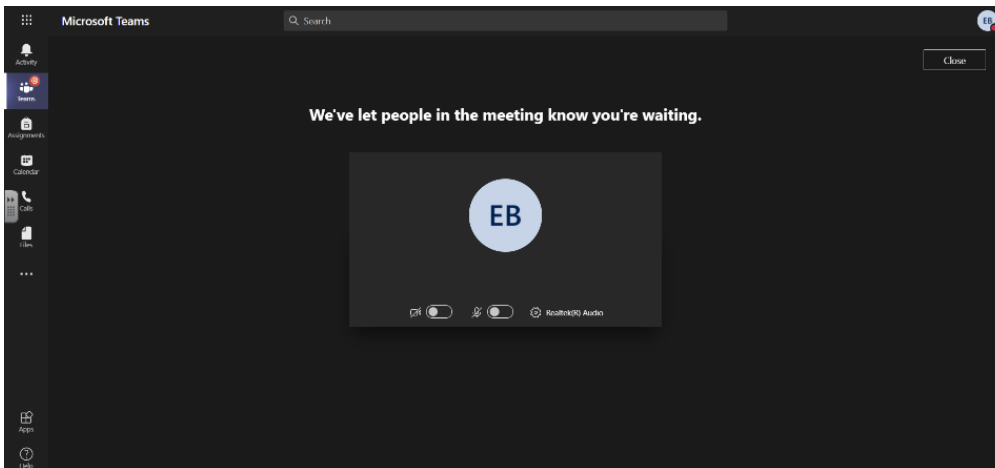 Microsoft Teams
Search
EB
Activity
Close
Teams
We've let people in the meeting know you're waiting.
Assignments
Calendar
EB
Calls
Files
Realtek(R) Audio
Apps
Help